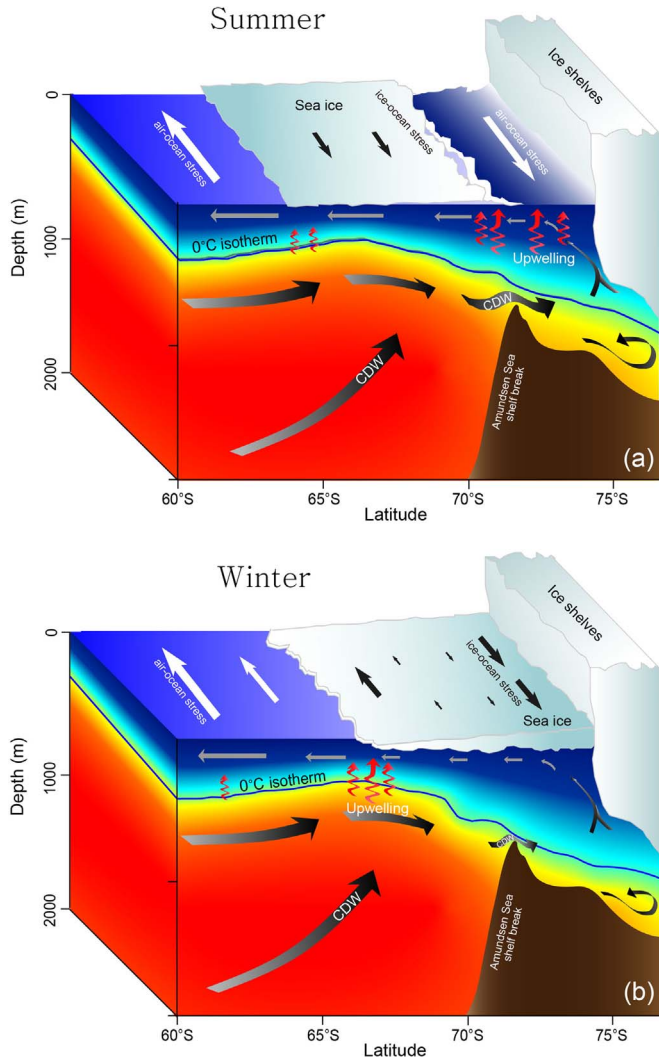 Summer
Ice shelves
0
Sea ice
air-ocean stress
ice-ocean stress
air-ocean stress
Depth (m)
1000
0°C isotherm
Upwelling
CDW
CDW
2000
Amundsen Sea
shelf break
(a)
60°S
65°S
70°S
75°S
Latitude
Winter
Ice shelves
0
air-ocean stress
ice-ocean stress
Sea ice
Depth (m)
1000
0°C isotherm
Upwelling
CDW
CDW
2000
Amundsen Sea
shelf break
(b)
60°S
65°S
70°S
75°S
Latitude